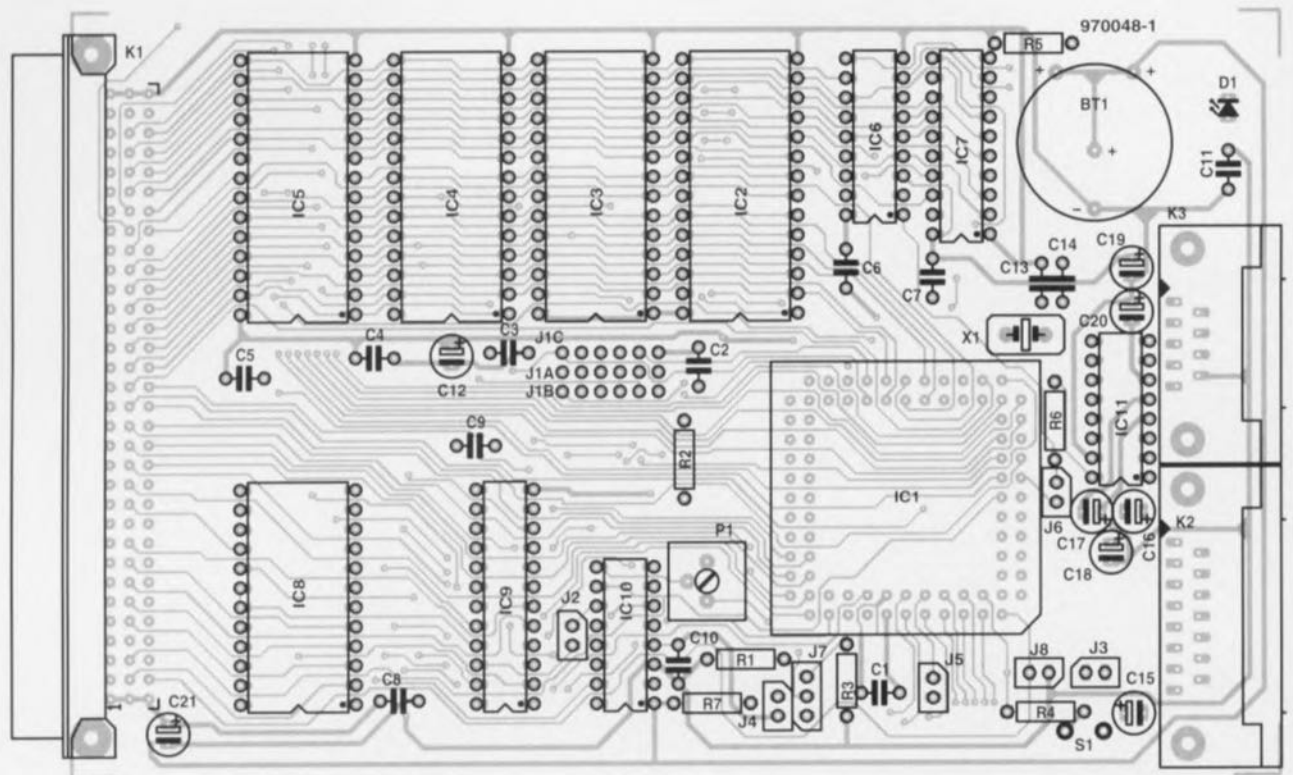 970048-1
K1
R5
D1
BT1
+
+
+
-
IC5
IC4
IC3
IC2
IC6
IC7
C11
K3
C19
C14
C13
C6
C7
C20
X1
C3
J1C
C4
C2
C5
J1A
C12
J1B
IC11
R6
C9
R2
IC1
J6
K2
C17
C16
P1
C18
IC8
IC9
IC10
J2
C10
J7
R1
R3
C1
J5
J8
J3
C8
C15
C21
R7
J4
R4
S1